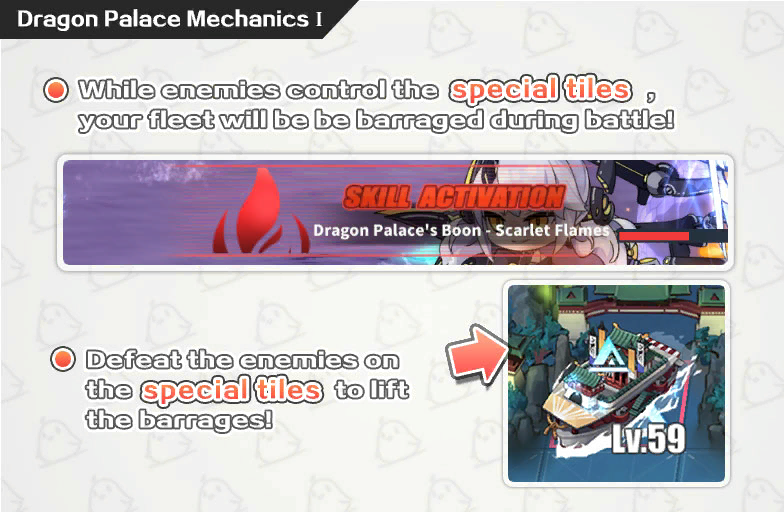 Dragon Palace Mechanics I
While enemies control the special tiles ,
your fleet will be be barraged during battle!
SKILL ACTIVATION
Dragon Palace's Boon - Scarlet Flames
Defeat the enemies on
the special tiles to lift
the barrages!
Lv.59